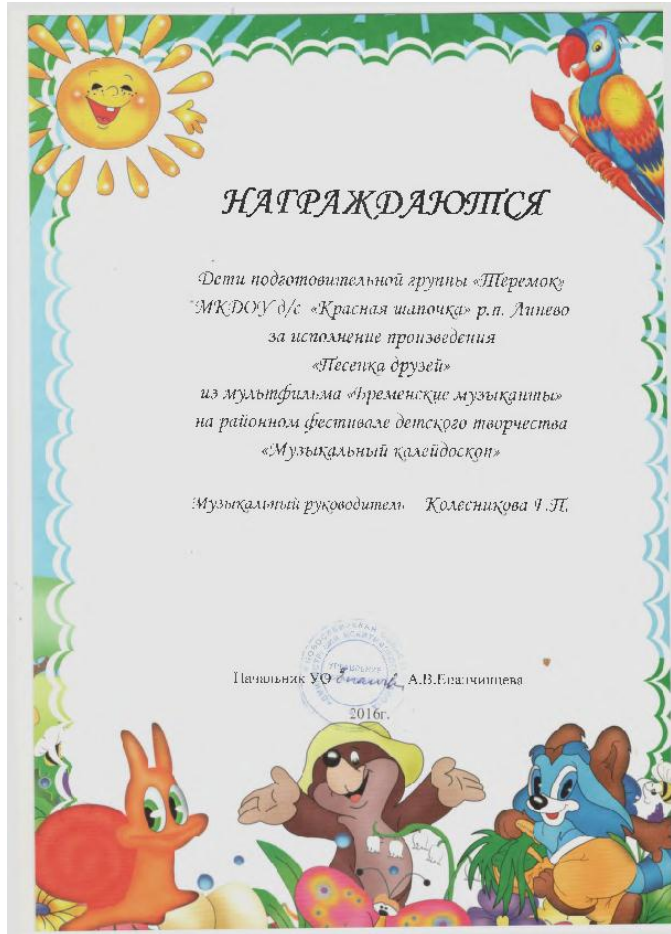 НАГРАЖДАЮТСЯ
Дети подготовительной группы «Теремок»
МКДОУ д/с «Красная шапочка» р.п. Линево
за исполнение произведения
«Песенка друзей»
из мультфильма «Бременские музыканты»
на районном фестивале детского творчества
«Музыкальный калейдоскоп»
Музыкальный руководитель Колесникова .П.
Начальник УО А.В.Епанчинцева
2016г.